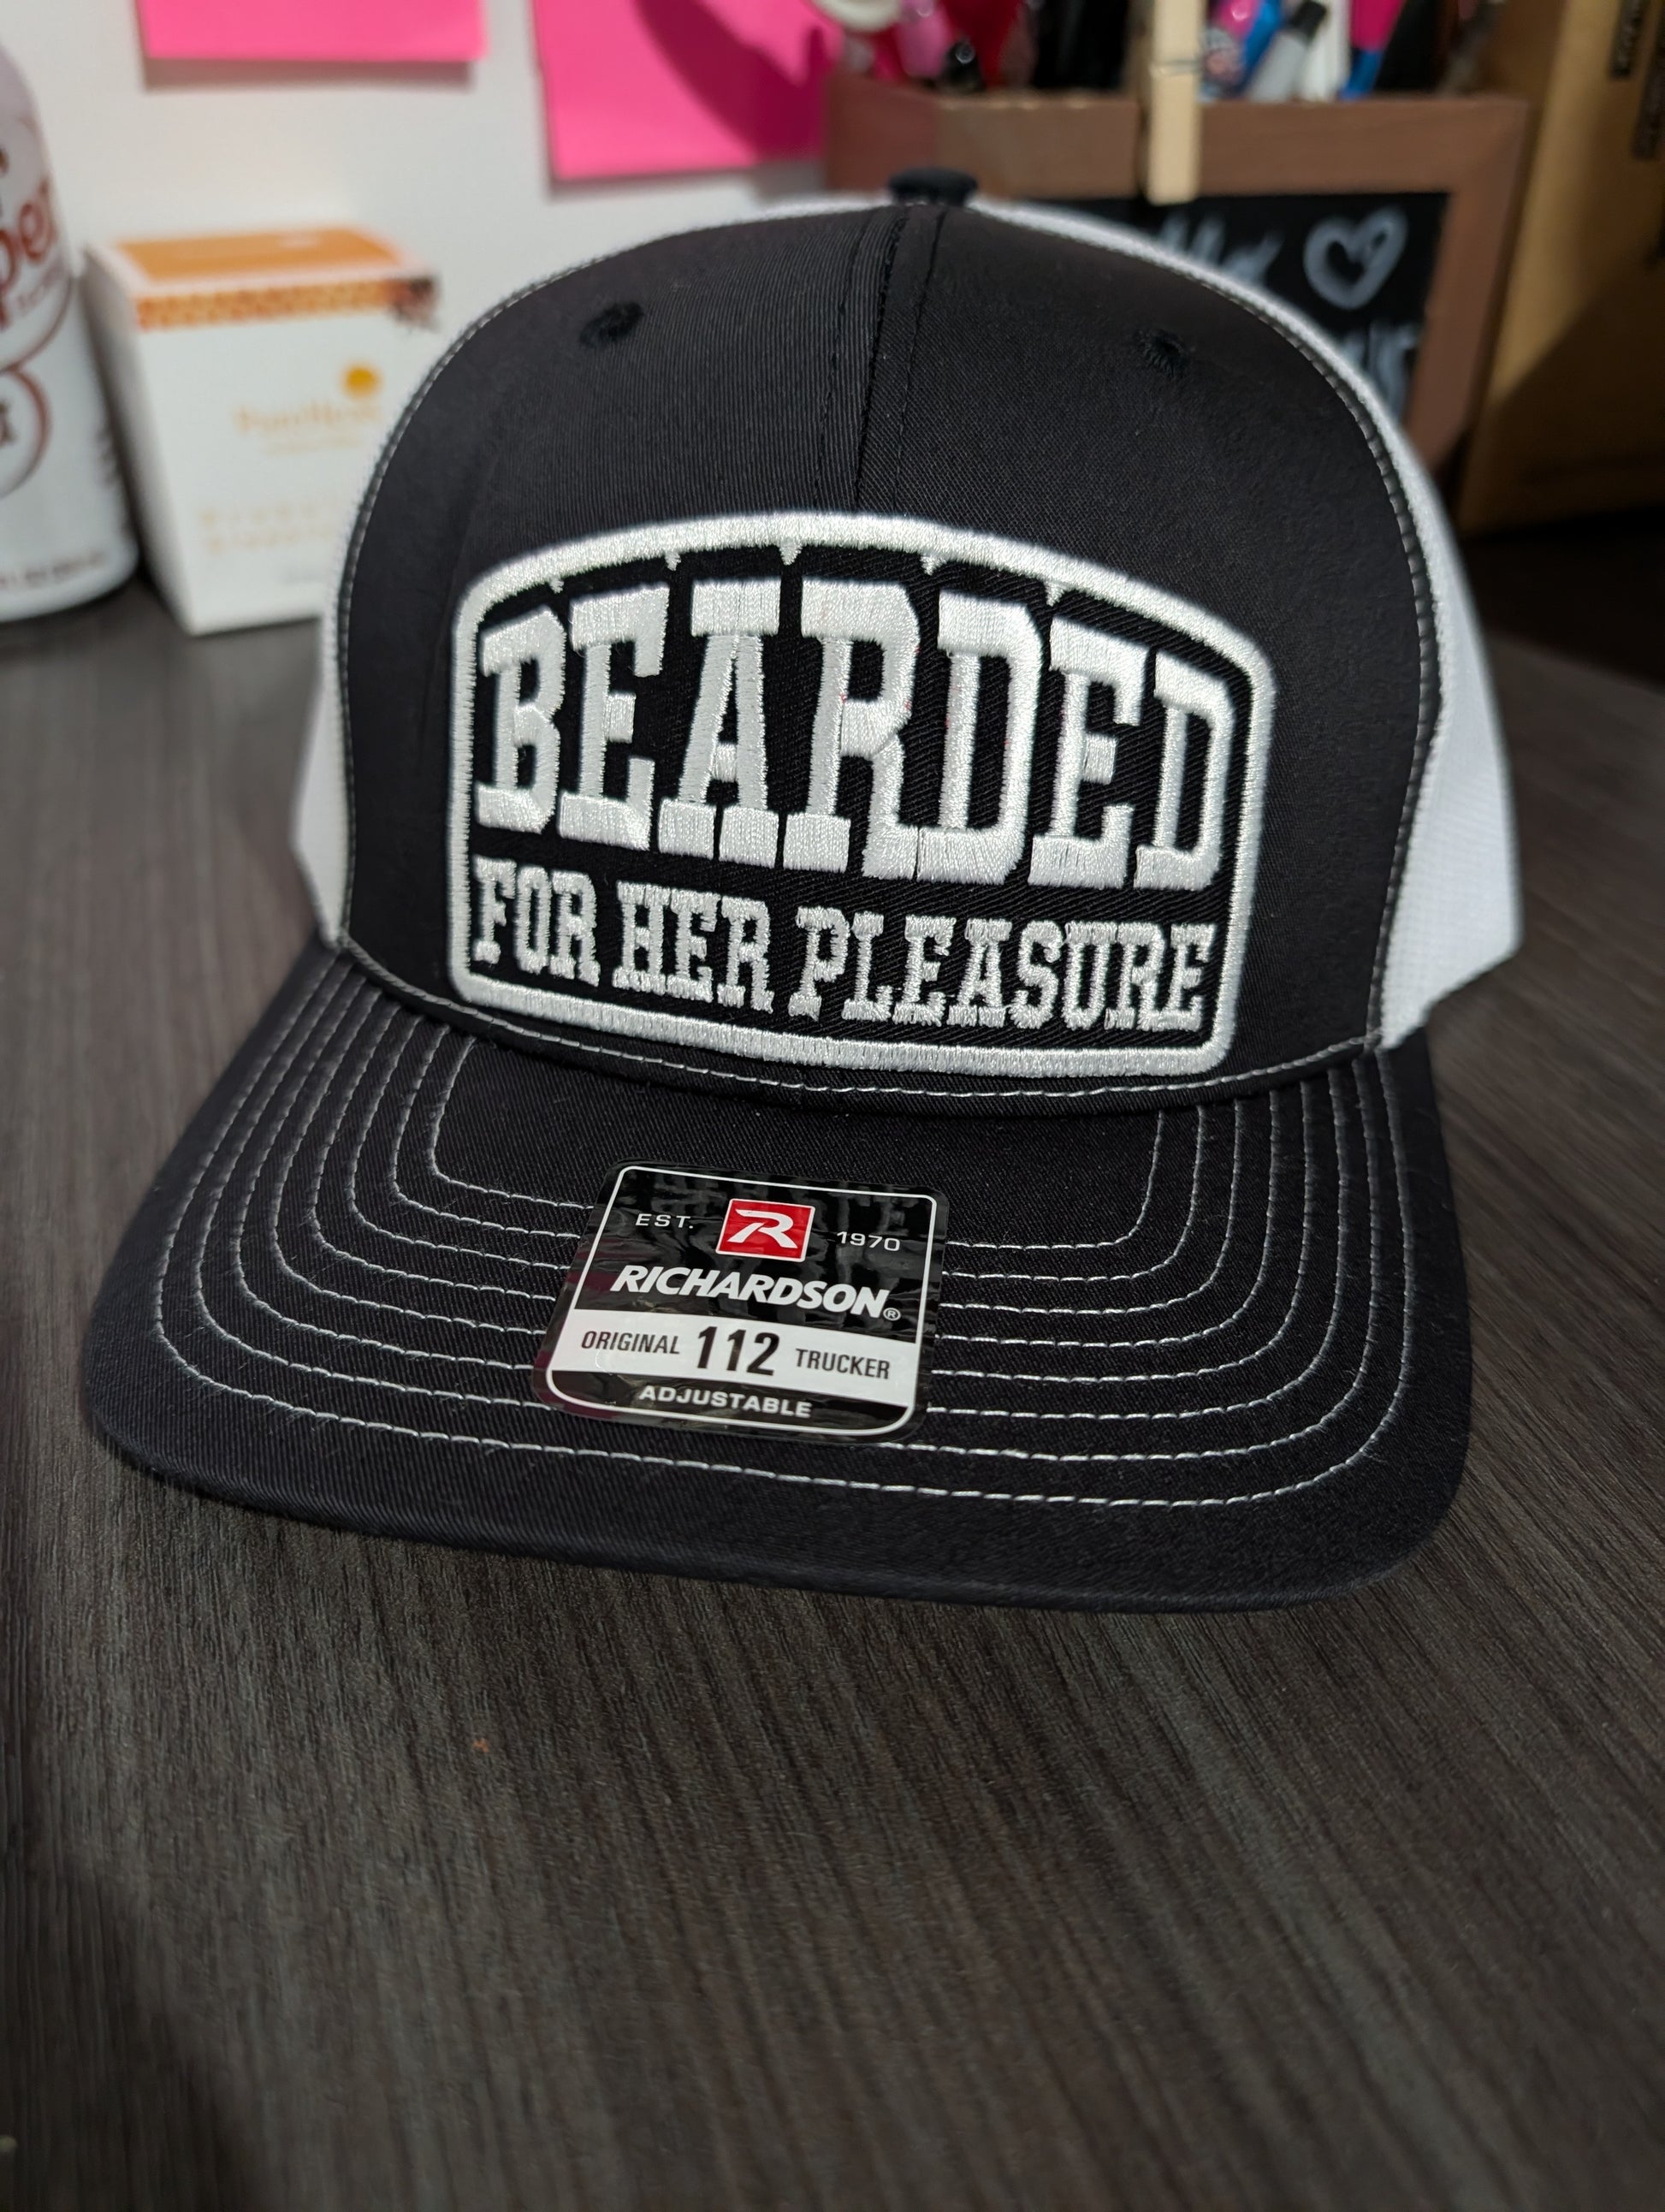 BEARDED
FOR HER PLEASURE
EST. R 1970
RICHARDSON®
ORIGINAL 112 TRUCKER
ADJUSTABLE